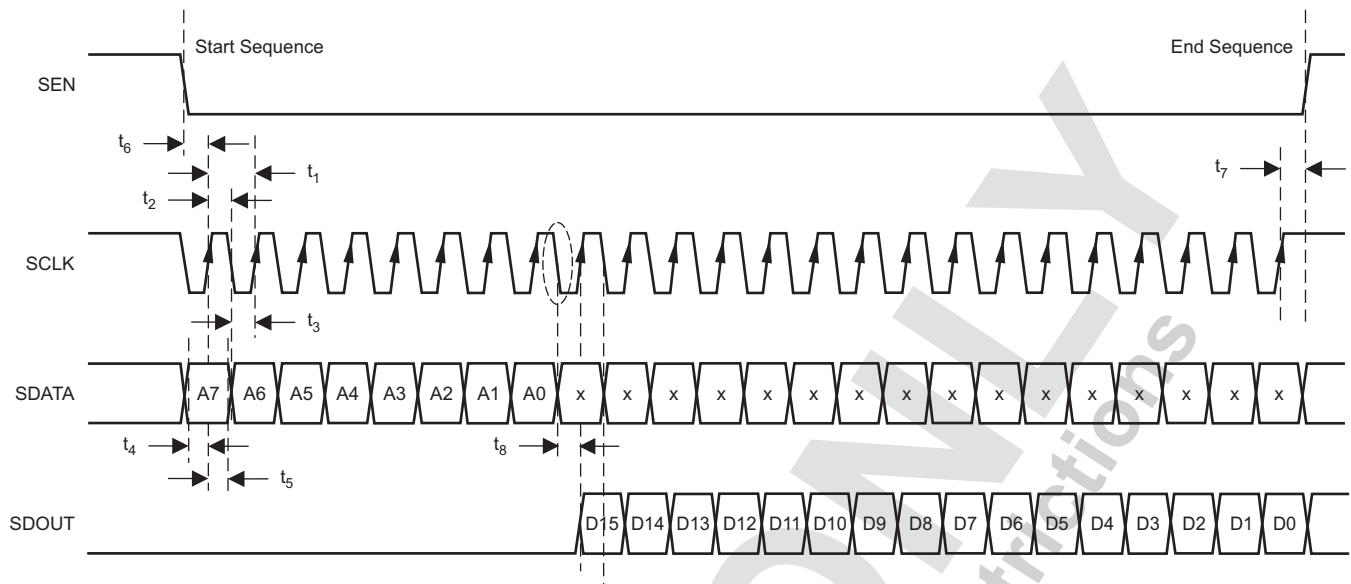 Start Sequence
End Sequence
SEN
t6
t1
t7
t2
SCLK
t3
SDATA
A7 A6 A5 A4 A3 A2 A1 A0 x x x x x x x x x x x x x x x x
t4
t8
t5
SDOUT
D15 D14 D13 D12 D11 D10 D9 D8 D7 D6 D5 D4 D3 D2 D1 D0
ONLY